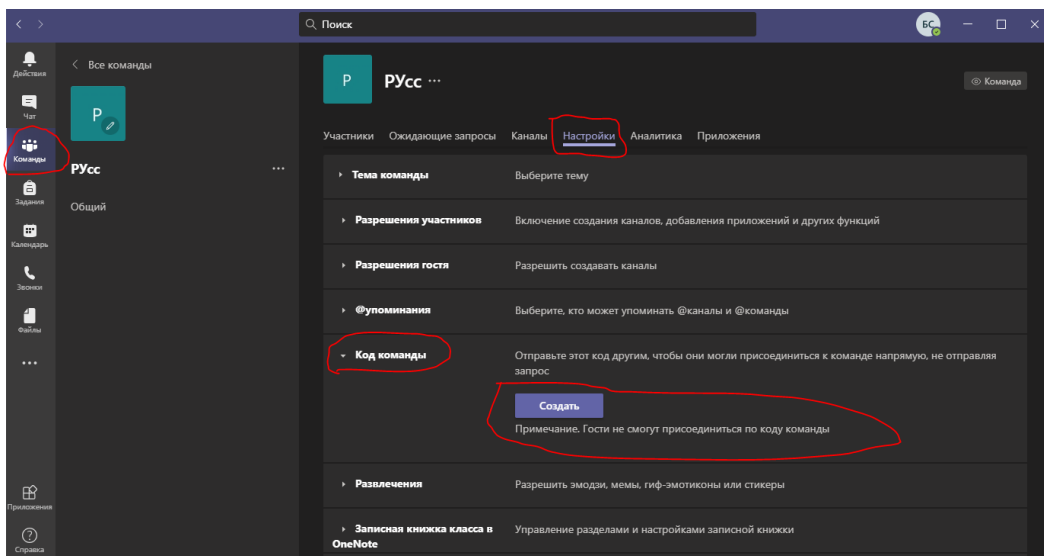 Поиск
БС
Действия
Чат
Команды
Задания
Календарь
Звонки
Файлы
Приложения
Справка
Все команды
Р
РУсс
Общий
Р
РУсс
Команда
Участники Ожидающие запросы Каналы Настройки Аналитика Приложения
Тема команды Выберите тему
Разрешения участников Включение создания каналов, добавления приложений и других функций
Разрешения гостя Разрешить создавать каналы
@упоминания Выберите, кто может упоминать @каналы и @команды
Код команды Отправьте этот код другим, чтобы они могли присоединиться к команде напрямую, не отправляя
запрос
Создать
Примечание. Гости не смогут присоединиться по коду команды
Развлечения Разрешить эмодзи, мемы, гиф-эмотиконы или стикеры
Записная книжка класса в Управление разделами и настройками записной книжки
OneNote